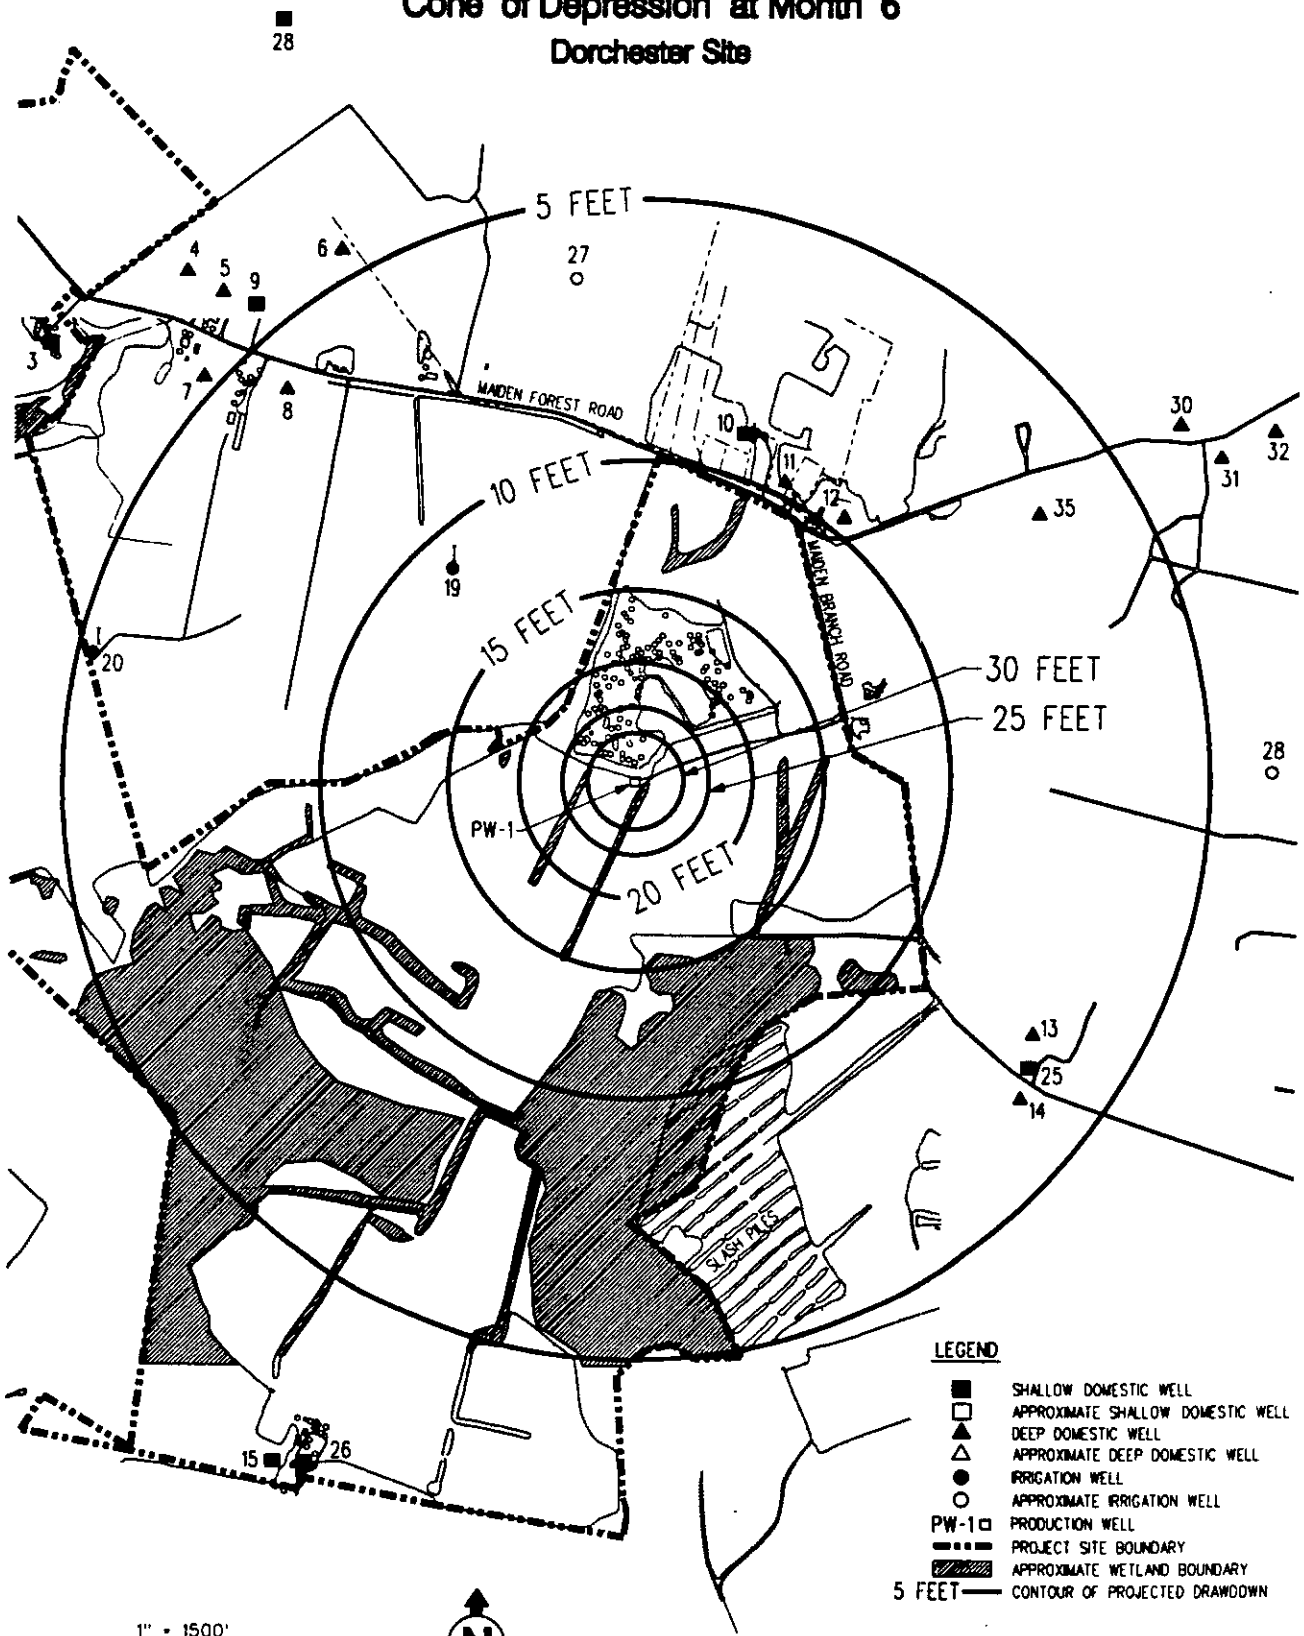 Cone of Depression at Month 6
Dorchester Site
28
5 FEET
4
5
9
6
27
3
7
8
MAIDEN FOREST ROAD
10
11
12
30
31
32
35
10 FEET
19
MAIDEN BRANCH ROAD
15 FEET
20
30 FEET
25 FEET
28
PW-1
20 FEET
13
25
14
SLASH PILES
15
26
LEGEND
SHALLOW DOMESTIC WELL
APPROXIMATE SHALLOW DOMESTIC WELL
DEEP DOMESTIC WELL
APPROXIMATE DEEP DOMESTIC WELL
IRRIGATION WELL
APPROXIMATE IRRIGATION WELL
PW-1 PRODUCTION WELL
PROJECT SITE BOUNDARY
APPROXIMATE WETLAND BOUNDARY
5 FEET CONTOUR OF PROJECTED DRAWDOWN
1" = 1500'
N